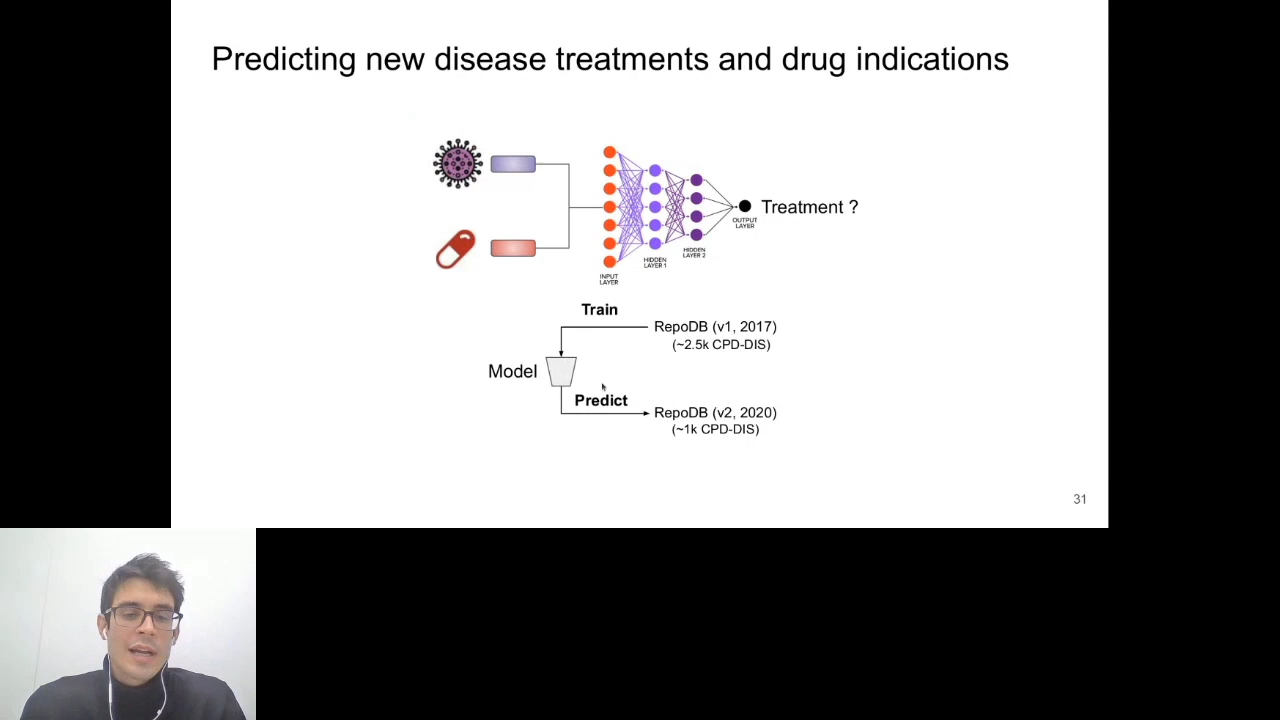 Predicting new disease treatments and drug indications
Treatment ?
OUTPUT
LAYER
HIDDEN
LAYER 2
HIDDEN
LAYER 1
INPUT
LAYER
Train
RepoDB (v1, 2017)
(~2.5k CPD-DIS)
Model
Predict
RepoDB (v2, 2020)
(~1k CPD-DIS)
31